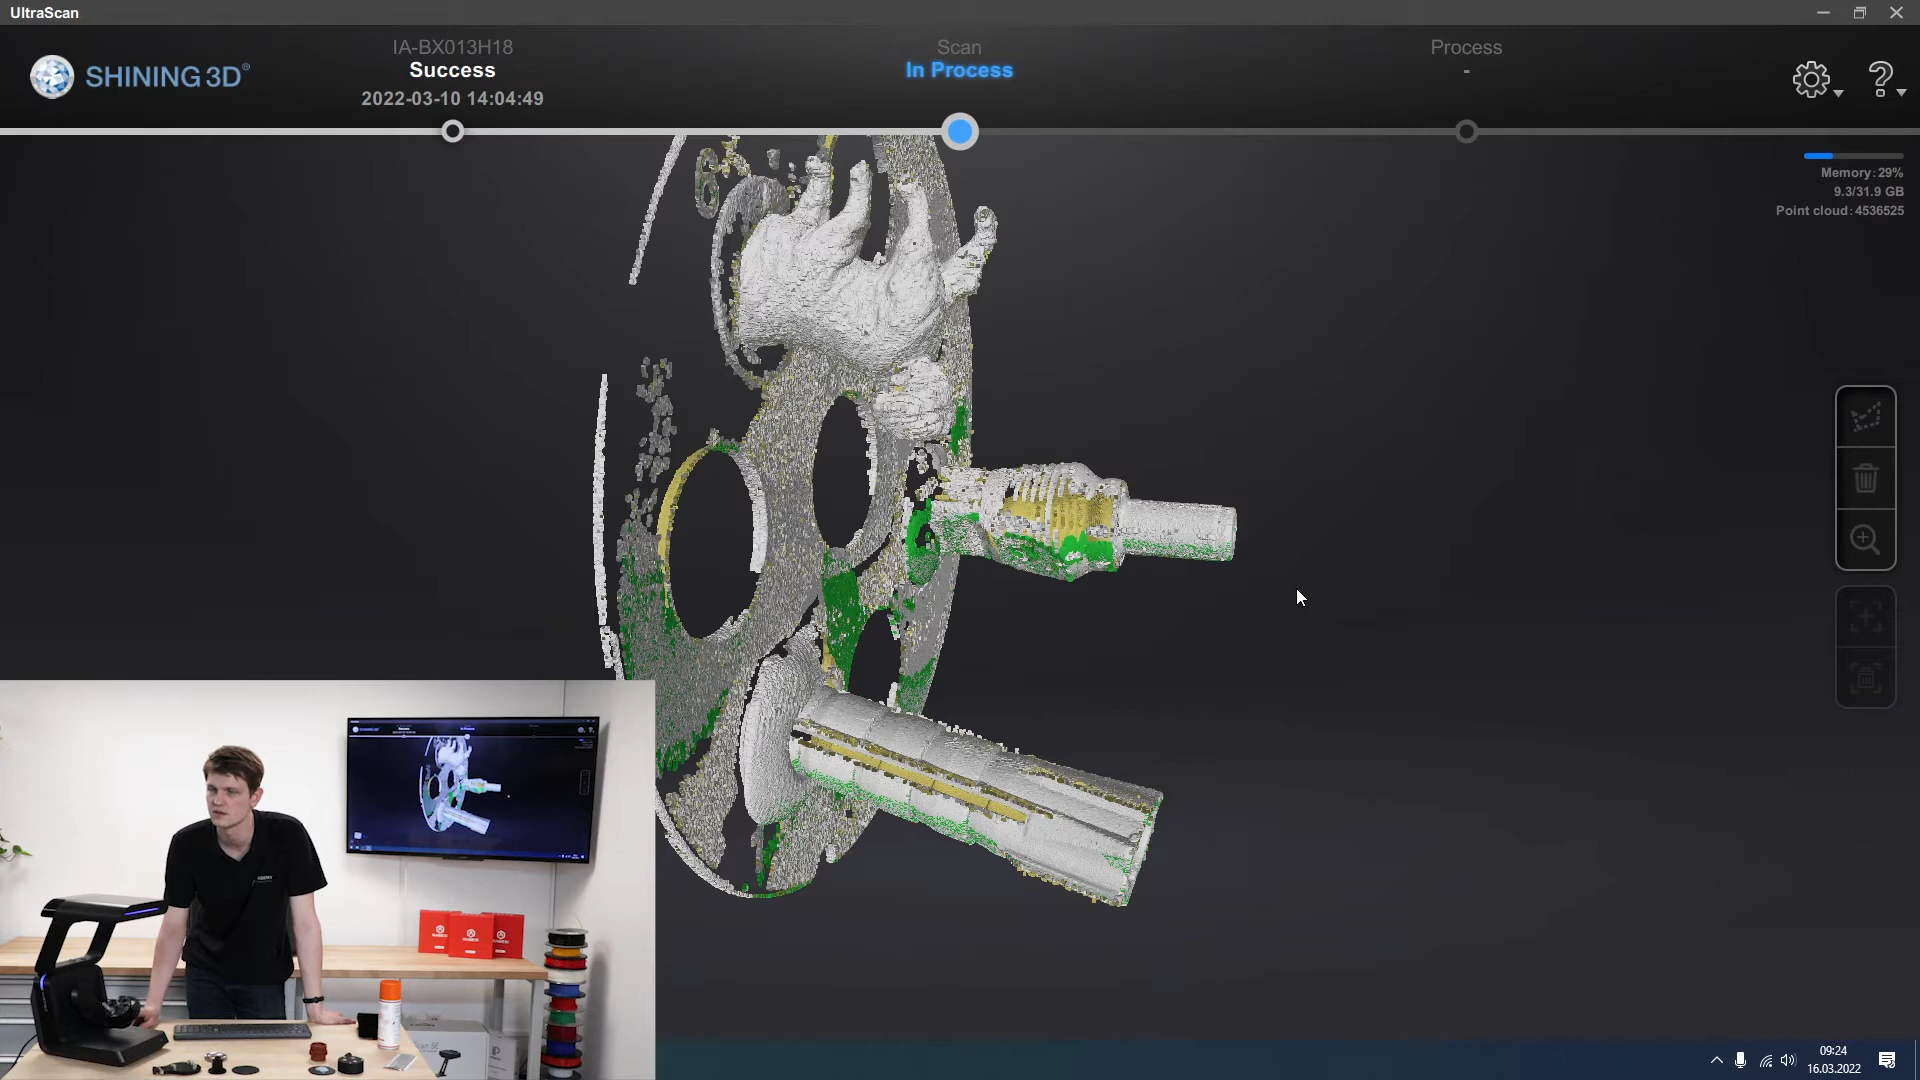 UltraScan
SHINING 3D®
IA-BX013H18
Success
2022-03-10 14:04:49
Scan
In Process
Process
-
Memory: 29%
9.3/31.9 GB
Point cloud: 4536525
09:24
16.03.2022